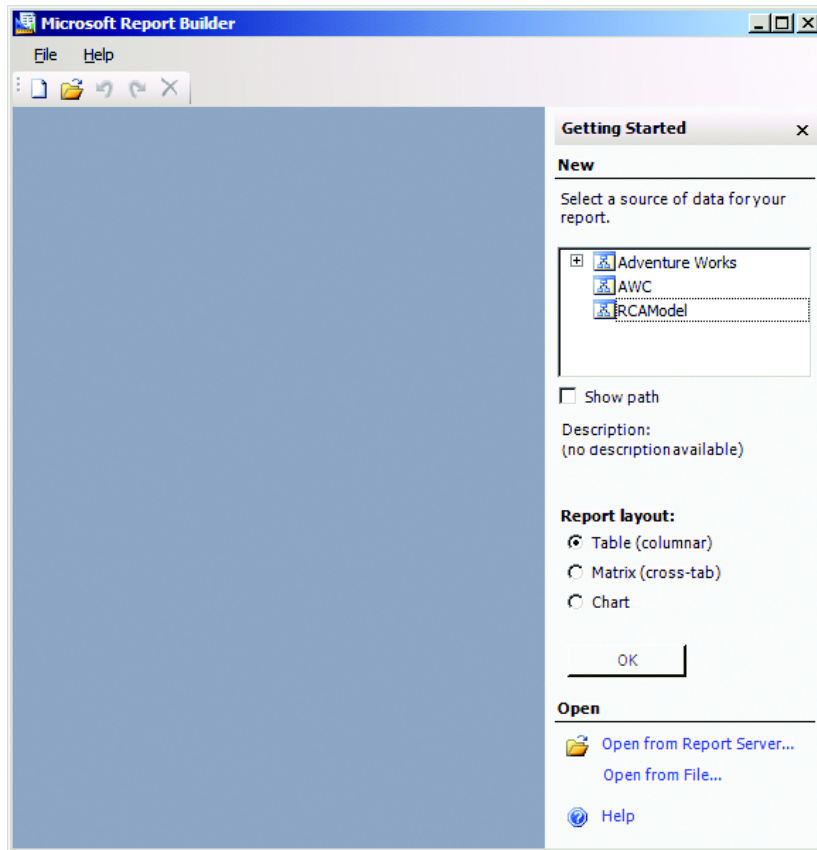 Microsoft Report Builder
File Help
Getting Started
New
Select a source of data for your
report.
Adventure Works
AWC
RCAModel
Show path
Description:
(no description available)
Report layout:
Table (columnar)
Matrix (cross-tab)
Chart
OK
Open
Open from Report Server...
Open from File...
Help